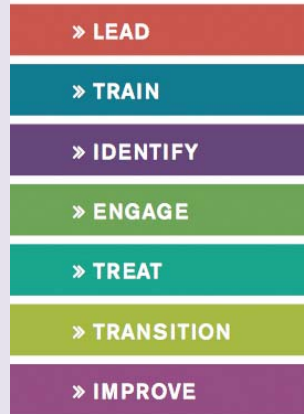 » LEAD
» TRAIN
» IDENTIFY
» ENGAGE
» TREAT
» TRANSITION
» IMPROVE